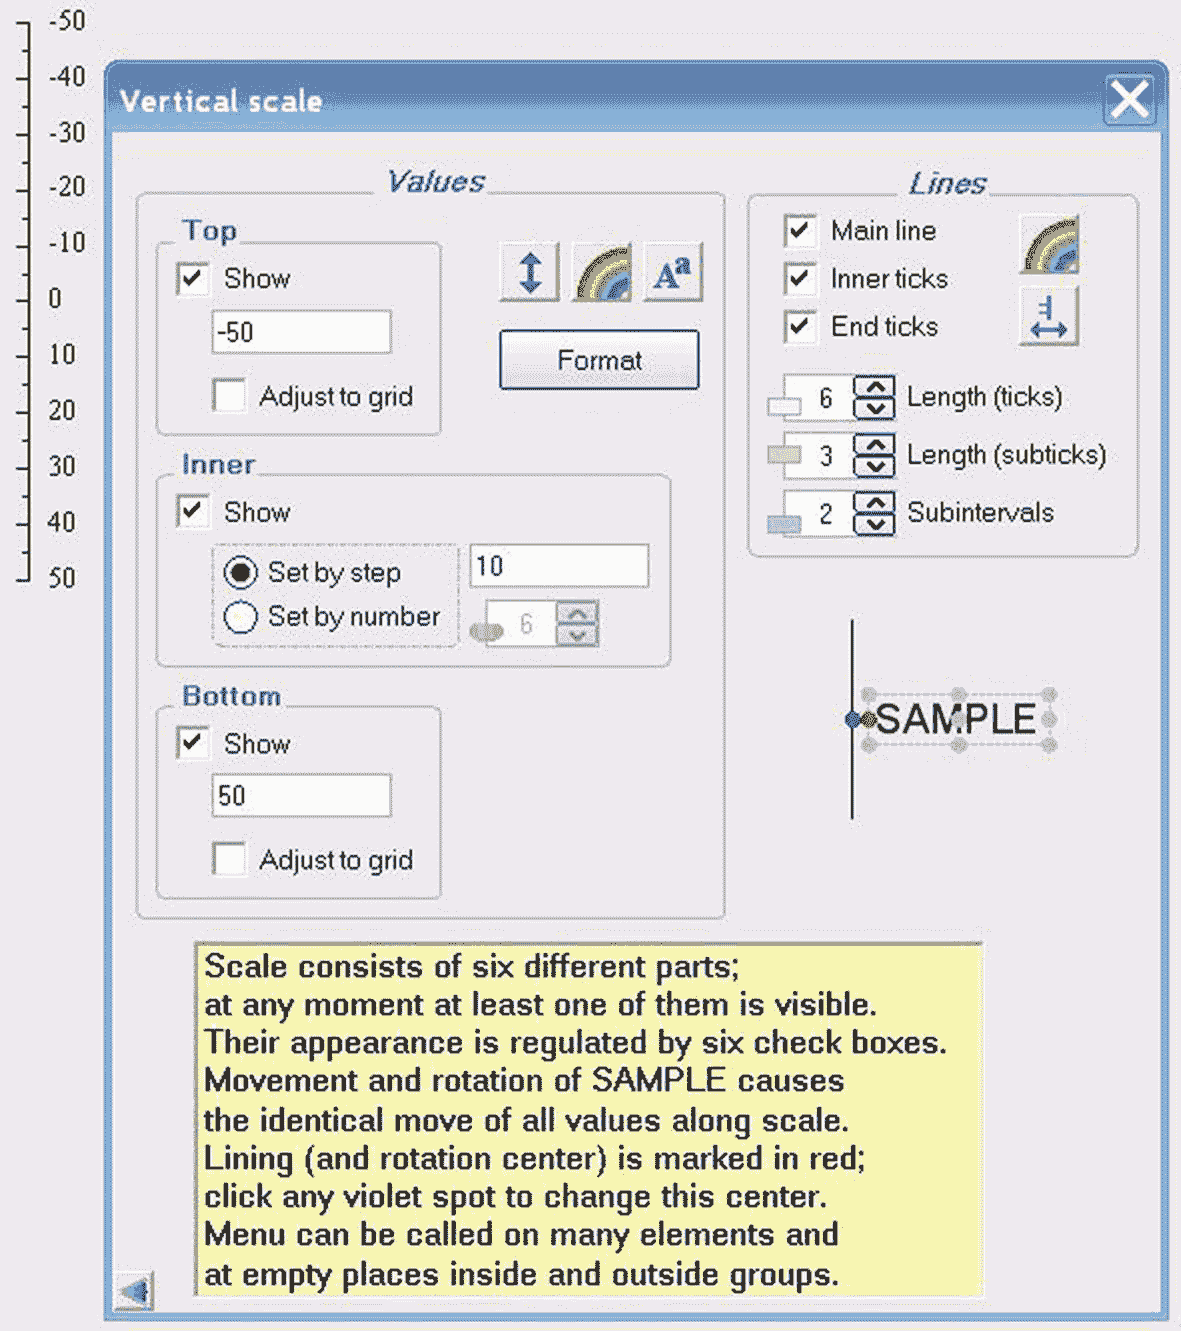 -50
-40
-30
-20
-10
0
10
20
30
40
50
Vertical scale
Values
Top
Show
-50
Adjust to grid
Aa
Format
Inner
Show
Set by step
10
Set by number
6
Bottom
Show
50
Adjust to grid
Lines
Main line
Inner ticks
End ticks
6 Length (ticks)
3 Length (subticks)
2 Subintervals
SAMPLE
Scale consists of six different parts;
at any moment at least one of them is visible.
Their appearance is regulated by six check boxes.
Movement and rotation of SAMPLE causes
the identical move of all values along scale.
Lining (and rotation center) is marked in red;
click any violet spot to change this center.
Menu can be called on many elements and
at empty places inside and outside groups.